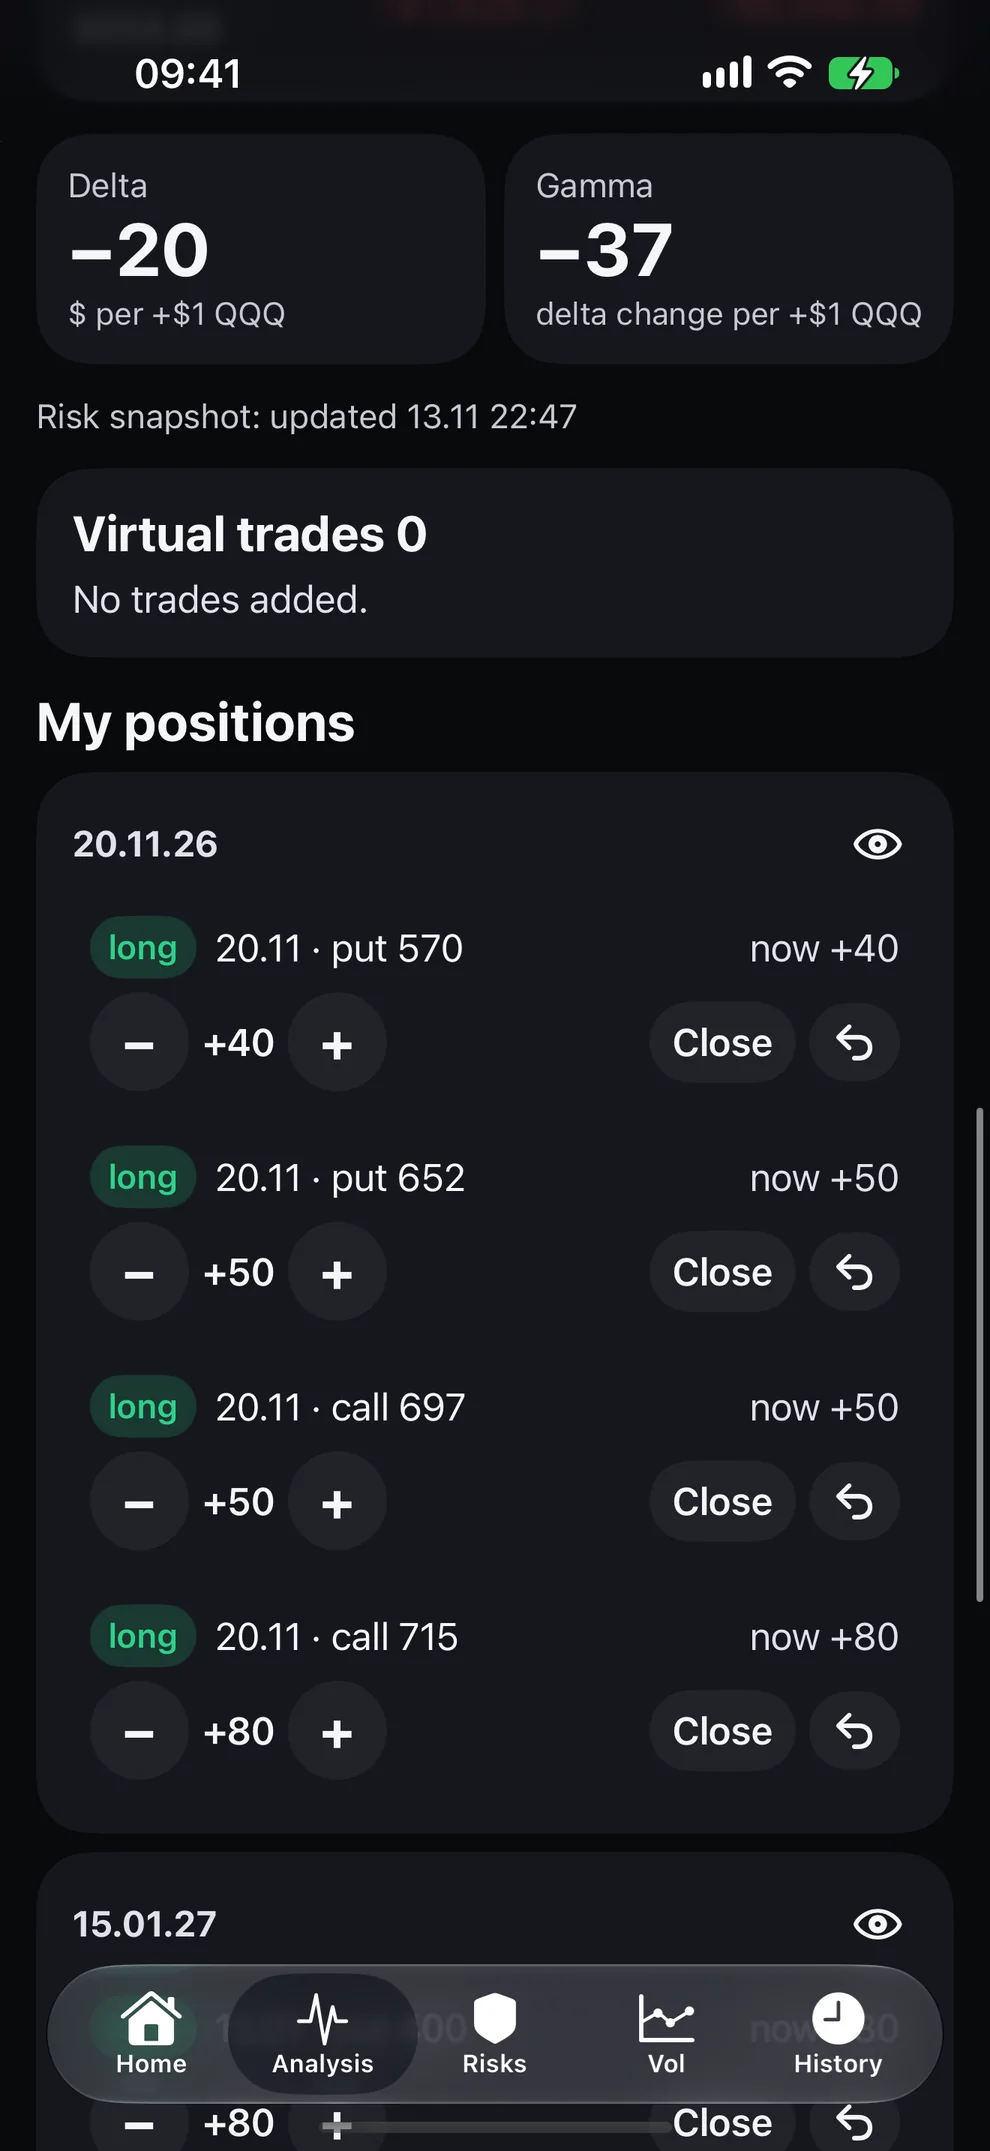 09:41
Delta
−20
$ per +$1 QQQ
Gamma
−37
delta change per +$1 QQQ
Risk snapshot: updated 13.11 22:47
Virtual trades 0
No trades added.
My positions
20.11.26
long 20.11 · put 570 now +40
− +40 + Close
long 20.11 · put 652 now +50
− +50 + Close
long 20.11 · call 697 now +50
− +50 + Close
long 20.11 · call 715 now +80
− +80 + Close
15.01.27
Home Analysis Risks Vol History
− +80 + Close